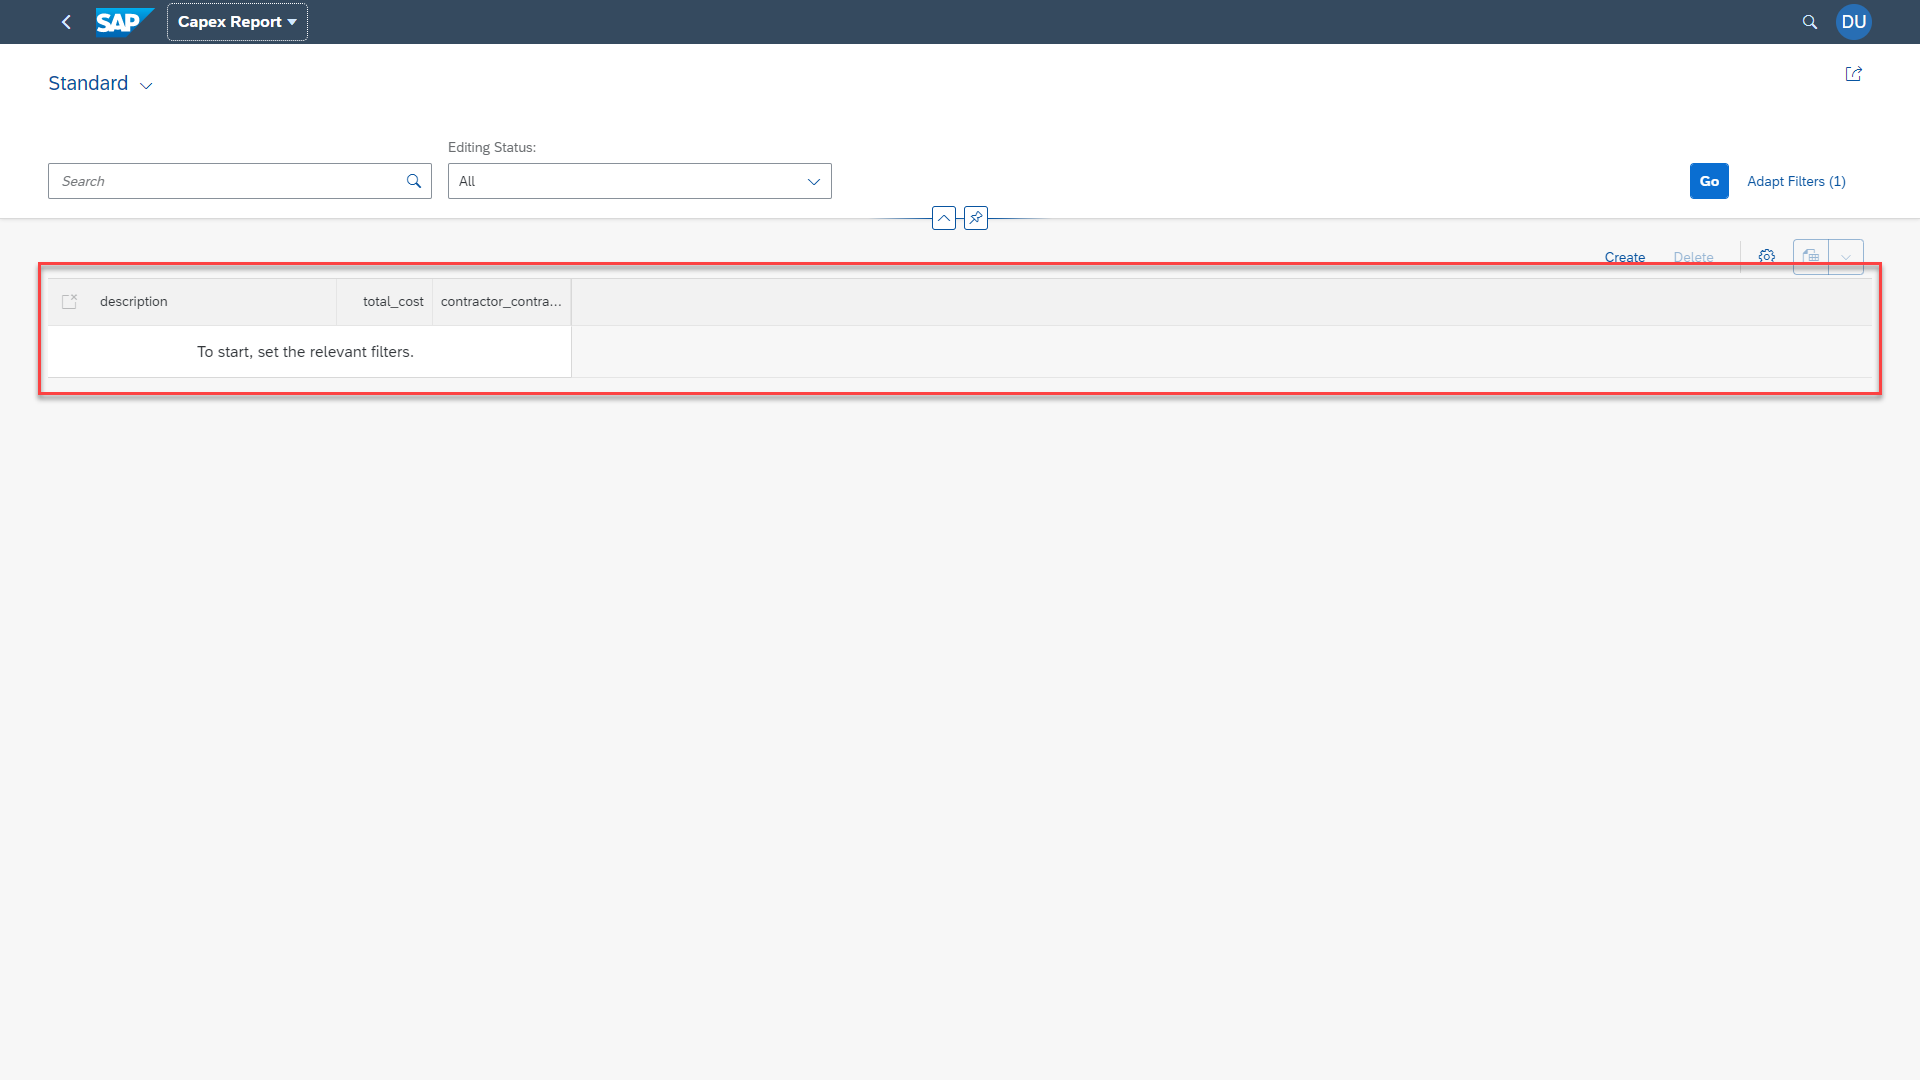 SAP Capex Report DU
Standard
Editing Status:
Search All Go Adapt Filters (1)
Create Delete
description total_cost contractor_contra...
To start, set the relevant filters.